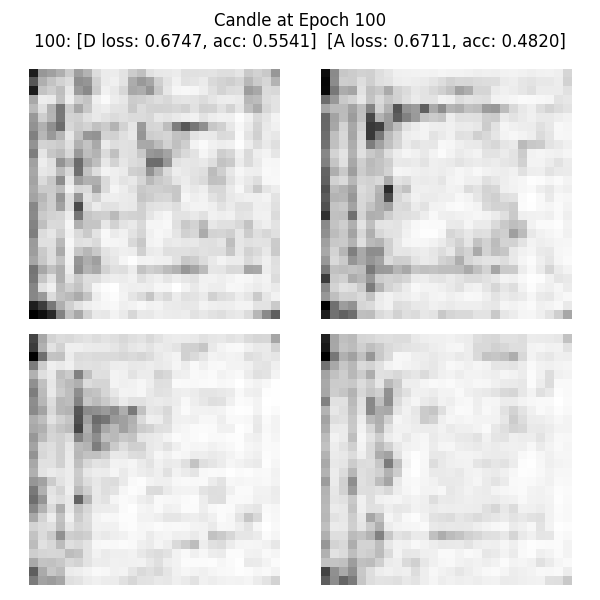 Candle at Epoch 100
100: [D loss: 0.6747, acc: 0.5541]  [A loss: 0.6711, acc: 0.4820]